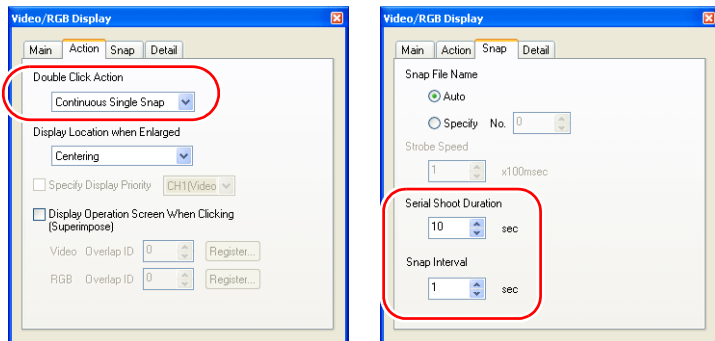 Video/RGB Display
Main Action Snap Detail
Double Click Action
Continuous Single Snap
Display Location when Enlarged
Centering
Specify Display Priority CH1(Video
Display Operation Screen When Clicking
(Superimpose)
Video Overlap ID 0 Register...
RGB Overlap ID 0 Register...
Video/RGB Display
Main Action Snap Detail
Snap File Name
Auto
Specify No. 0
Strobe Speed
1 x100msec
Serial Shoot Duration
10 sec
Snap Interval
1 sec